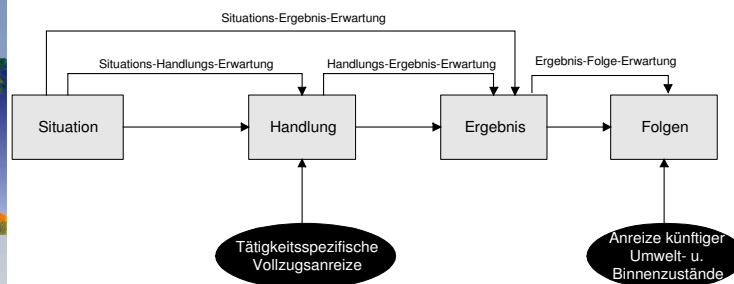 Situations-Ergebnis-Erwartung
Situations-Handlungs-Erwartung
Handlungs-Ergebnis-Erwartung
Ergebnis-Folge-Erwartung
Situation
Handlung
Ergebnis
Folgen
Tätigkeitsspezifische
Vollzugsanreize
Anreize künftiger
Umwelt- u.
Binnenzustände